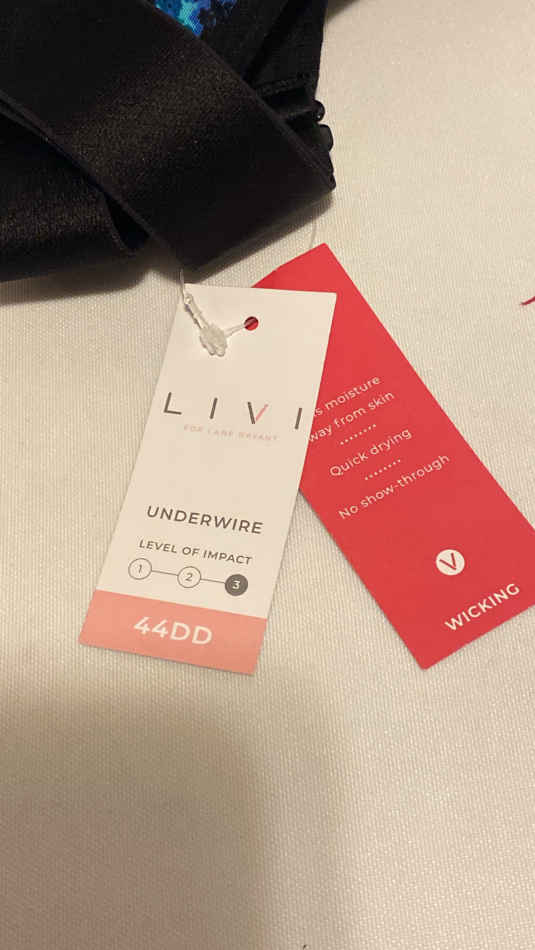 LIVI
FOR LANE BRYANT
UNDERWIRE
LEVEL OF IMPACT
1 2 3
44DD
moisture
from skin
Quick drying
No show-through
V
WICKING